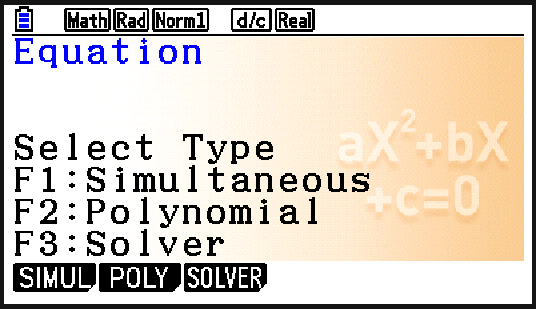 Math Rad Norm1 d/c Real
Equation
aX²+bX
+c=0
Select Type
F1:Simultaneous
F2:Polynomial
F3:Solver
SIMUL POLY SOLVER